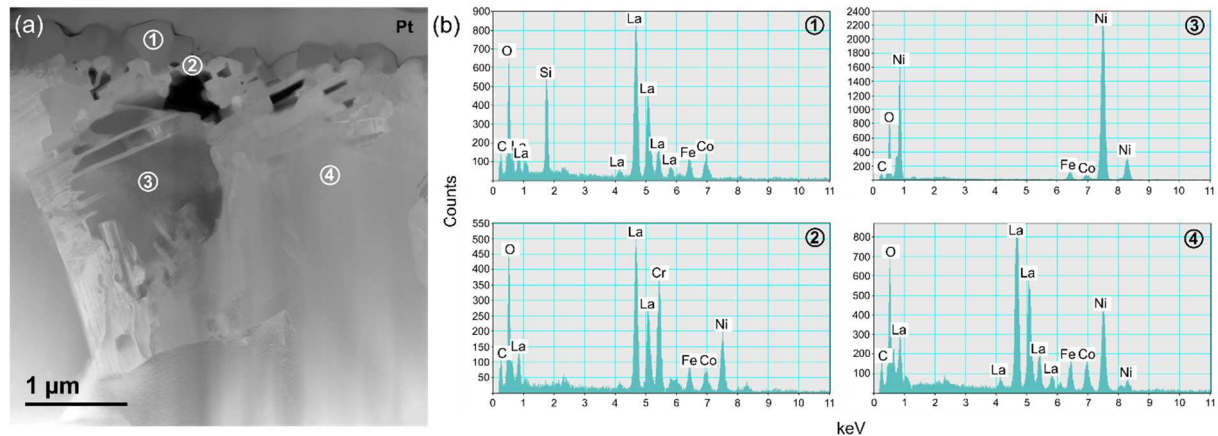 (a)
Pt
①
②
③
④
1 μm
(b)
Counts
keV
①
900
800
700
600
500
400
300
200
100
O
C
La
La
Si
La
La
La
La
La
Fe
Co
0 1 2 3 4 5 6 7 8 9 10 11
③
2400
2200
2000
1800
1600
1400
1200
1000
800
600
400
200
C
O
Ni
Fe
Co
Ni
Ni
0 1 2 3 4 5 6 7 8 9 10 11
②
550
500
450
400
350
300
250
200
150
100
50
C
O
La
La
La
Cr
Fe
Co
Ni
0 1 2 3 4 5 6 7 8 9 10 11
④
800
700
600
500
400
300
200
100
C
O
La
La
La
La
La
La
Fe
Co
Ni
Ni
0 1 2 3 4 5 6 7 8 9 10 11